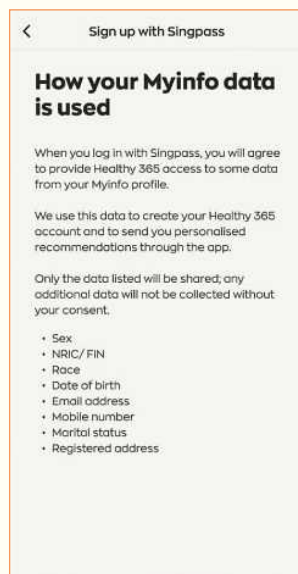 Sign up with Singpass
How your Myinfo data
is used
When you log in with Singpass, you will agree
to provide Healthy 365 access to some data
from your Myinfo profile.
We use this data to create your Healthy 365
account and to send you personalised
recommendations through the app.
Only the data listed will be shared; any
additional data will not be collected without
your consent.
• Sex
• NRIC/ FIN
• Race
• Date of birth
• Email address
• Mobile number
• Marital status
• Registered address